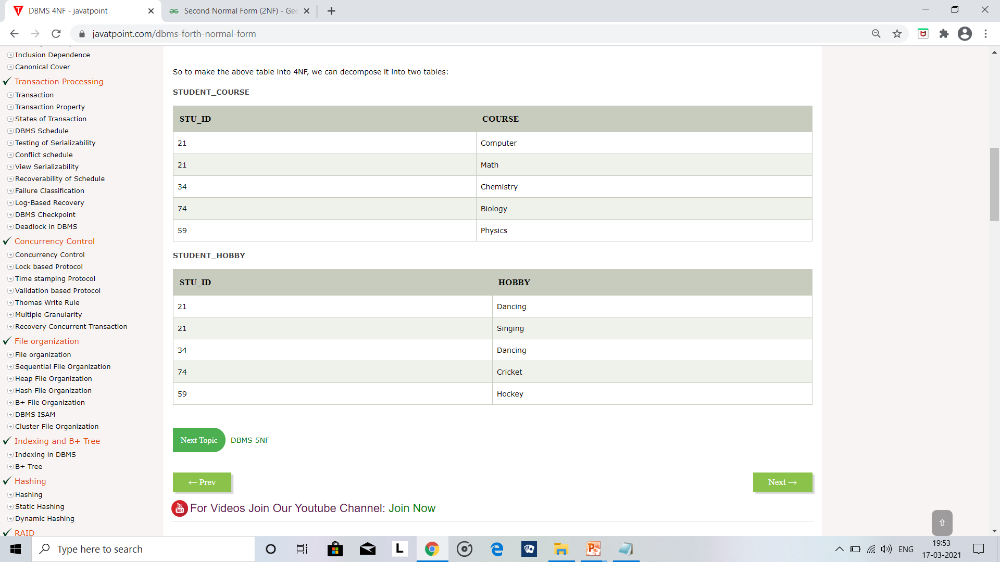 DBMS 4NF - javatpoint
Second Normal Form (2NF) - Gee
javatpoint.com/dbms-forth-normal-form
Inclusion Dependence
Canonical Cover
Transaction Processing
Transaction
Transaction Property
States of Transaction
DBMS Schedule
Testing of Serializability
Conflict schedule
View Serializability
Recoverability of Schedule
Failure Classification
Log-Based Recovery
DBMS Checkpoint
Deadlock in DBMS
Concurrency Control
Concurrency Control
Lock based Protocol
Time stamping Protocol
Validation based Protocol
Thomas Write Rule
Multiple Granularity
Recovery Concurrent Transaction
File organization
File organization
Sequential File Organization
Heap File Organization
Hash File Organization
B+ File Organization
DBMS ISAM
Cluster File Organization
Indexing and B+ Tree
Indexing in DBMS
B+ Tree
Hashing
Hashing
Static Hashing
Dynamic Hashing
RAID
So to make the above table into 4NF, we can decompose it into two tables:
STUDENT_COURSE
STU_ID COURSE
21 Computer
21 Math
34 Chemistry
74 Biology
59 Physics
STUDENT_HOBBY
STU_ID HOBBY
21 Dancing
21 Singing
34 Dancing
74 Cricket
59 Hockey
Next Topic DBMS 5NF
← Prev
Next →
You Tube For Videos Join Our Youtube Channel: Join Now
Type here to search
L
ENG
19:53
17-03-2021